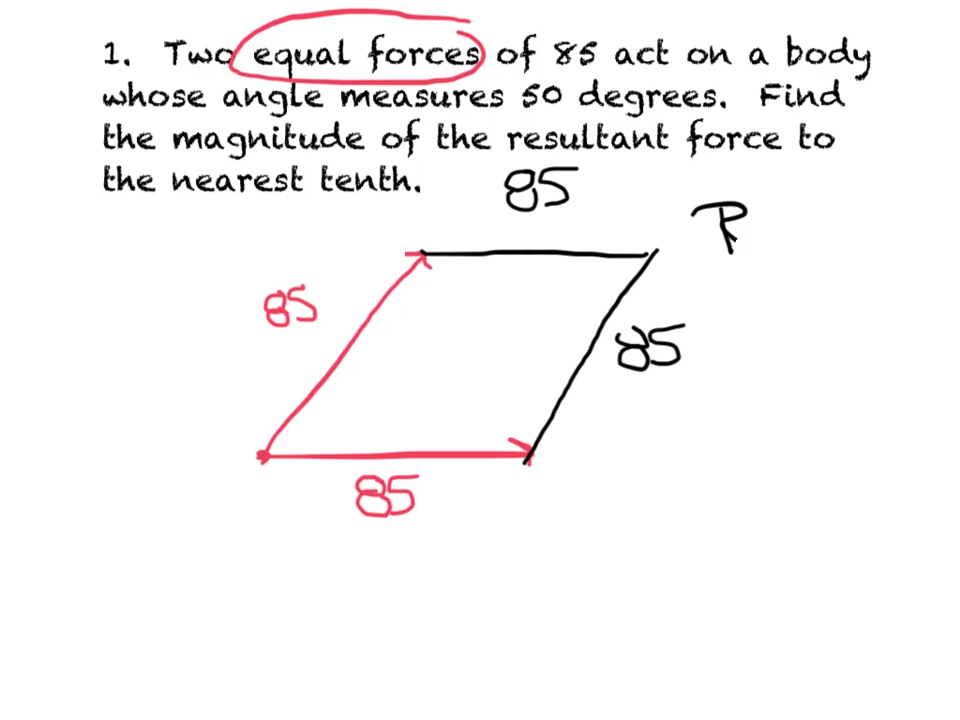 1. Two equal forces of 85 act on a body
whose angle measures 50 degrees. Find
the magnitude of the resultant force to
the nearest tenth.
85
R
85
85
85